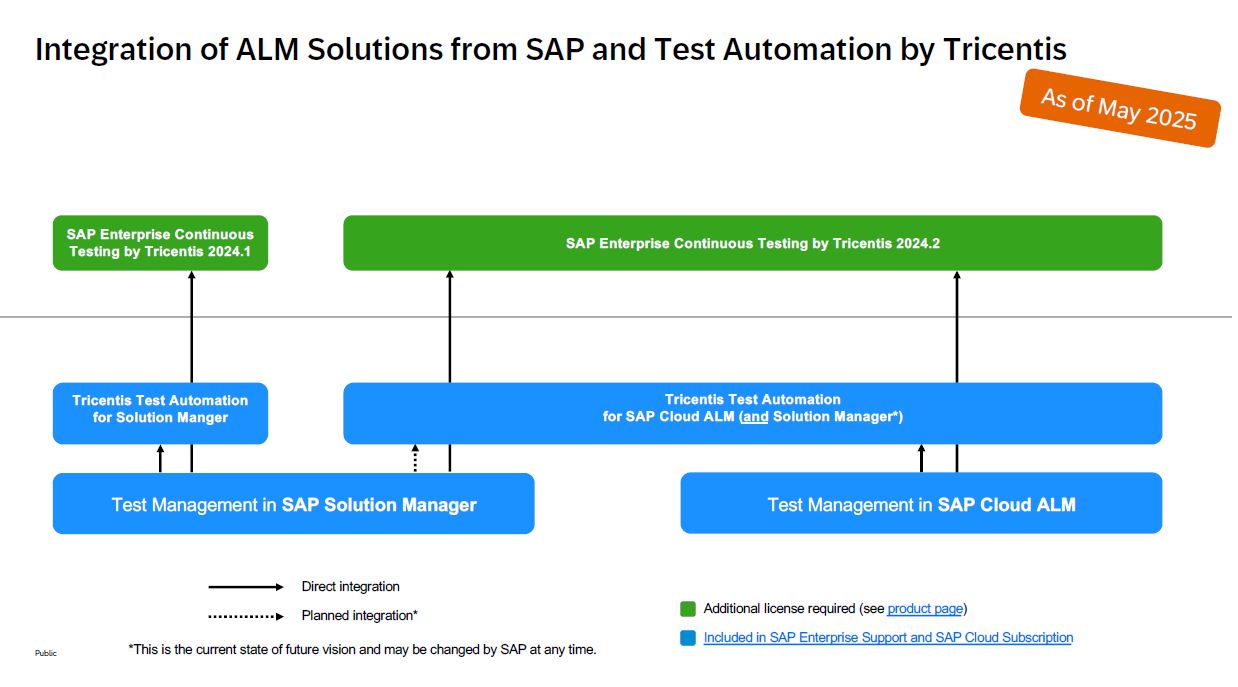 Integration of ALM Solutions from SAP and Test Automation by Tricentis
As of May 2025
SAP Enterprise Continuous
Testing by Tricentis 2024.1
SAP Enterprise Continuous Testing by Tricentis 2024.2
Tricentis Test Automation
for Solution Manger
Tricentis Test Automation
for SAP Cloud ALM (and Solution Manager*)
Test Management in SAP Solution Manager
Test Management in SAP Cloud ALM
Direct integration
Planned integration*
Additional license required (see product page)
Included in SAP Enterprise Support and SAP Cloud Subscription
Public
*This is the current state of future vision and may be changed by SAP at any time.